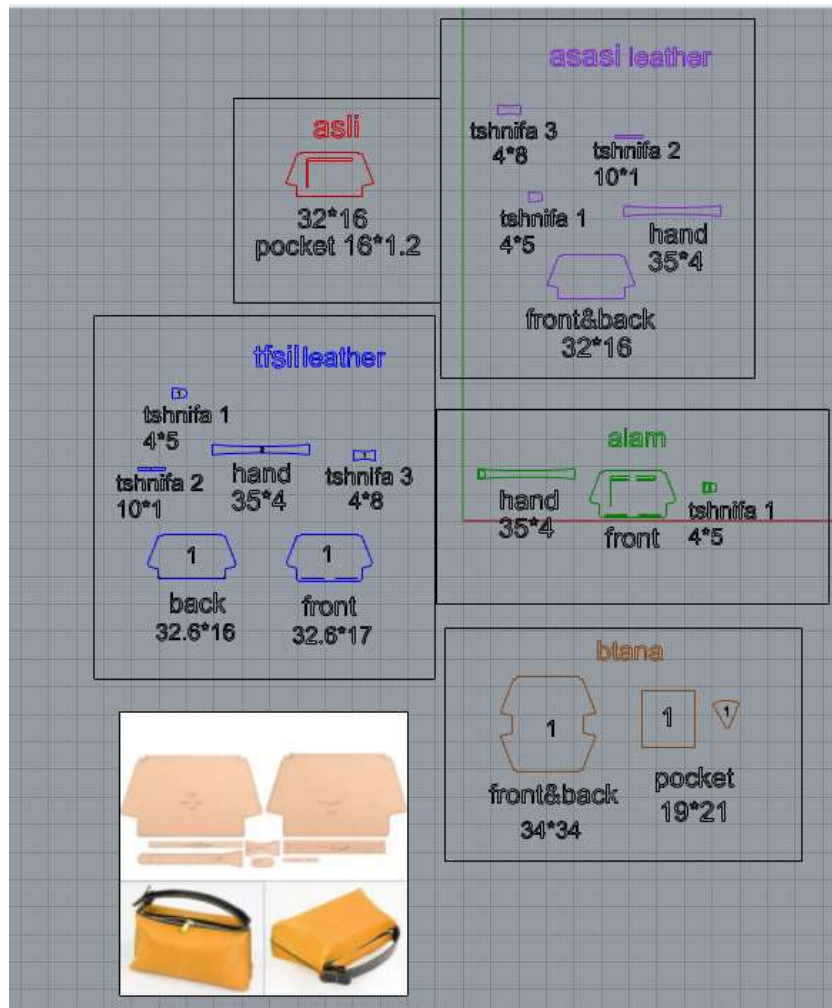 asasi leather
tshnifa 3
4*8
tshnifa 2
10*1
tshnifa 1
4*5
hand
35*4
front&back
32*16
asli
32*16
pocket 16*1.2
tfsil leather
1
tshnifa 1
4*5
tshnifa 2
10*1
hand
35*4
tshnifa 3
4*8
1
back
32.6*16
1
front
32.6*17
alam
hand
35*4
front
tshnifa 1
4*5
btana
1
front&back
34*34
1
pocket
19*21
1